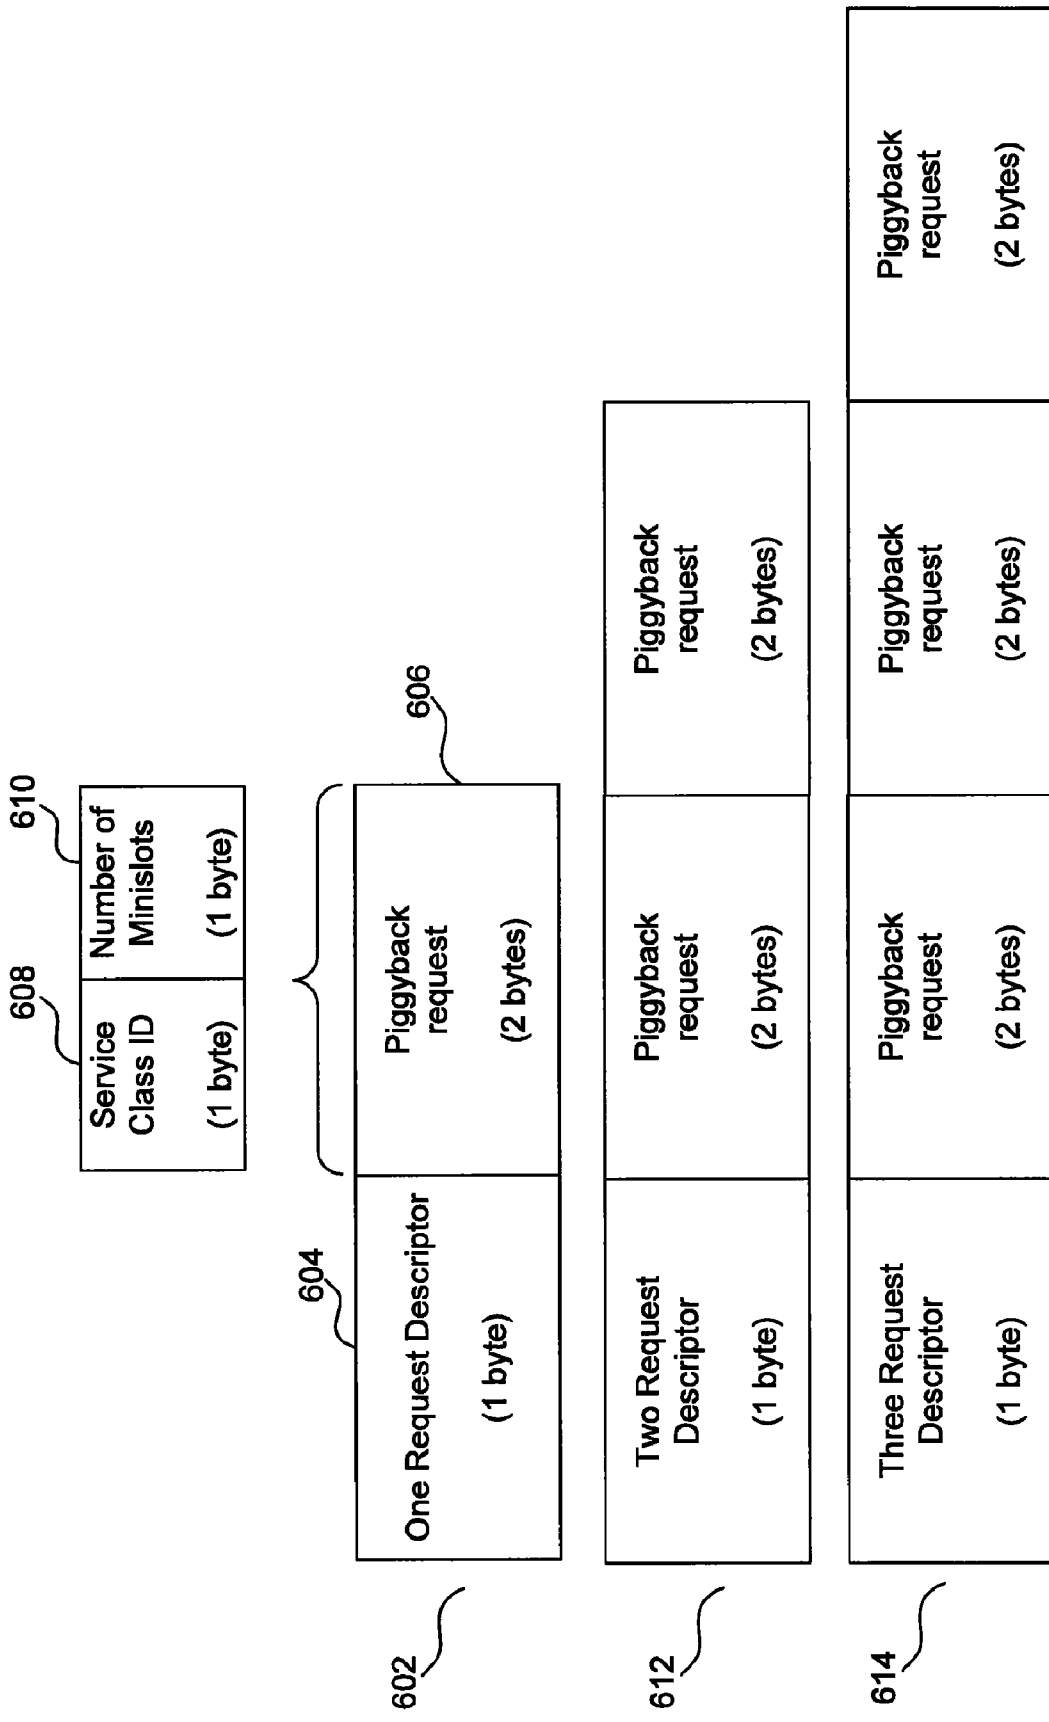 608
610
Service
Class ID
(1 byte)
Number of
Minislots
(1 byte)
604
606
602
One Request Descriptor
(1 byte)
Piggyback
request
(2 bytes)
612
Two Request
Descriptor
(1 byte)
Piggyback
request
(2 bytes)
Piggyback
request
(2 bytes)
614
Three Request
Descriptor
(1 byte)
Piggyback
request
(2 bytes)
Piggyback
request
(2 bytes)
Piggyback
request
(2 bytes)